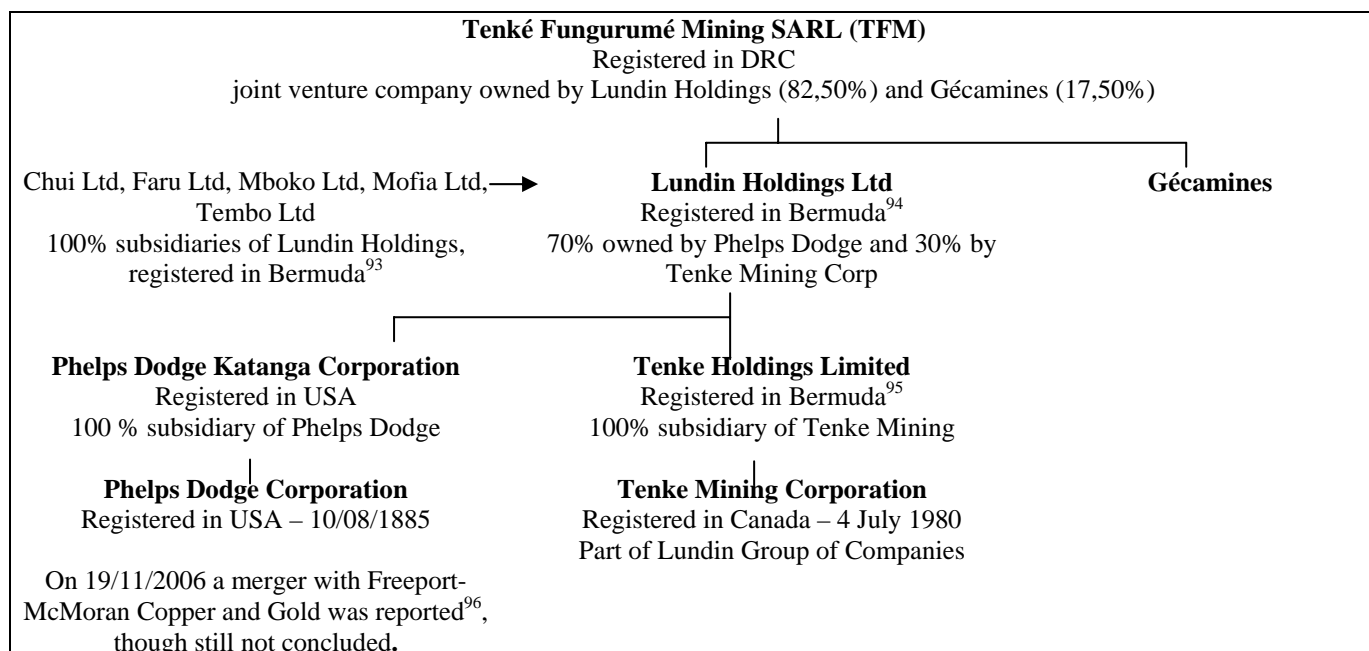 Tenké Fungurumé Mining SARL (TFM)
Registered in DRC
joint venture company owned by Lundin Holdings (82,50%) and Gécamines (17,50%)
Chui Ltd, Faru Ltd, Mboko Ltd, Mofia Ltd,
Tembo Ltd
100% subsidiaries of Lundin Holdings,
registered in Bermuda93
Lundin Holdings Ltd
Registered in Bermuda94
70% owned by Phelps Dodge and 30% by
Tenke Mining Corp
Gécamines
Phelps Dodge Katanga Corporation
Registered in USA
100 % subsidiary of Phelps Dodge
Tenke Holdings Limited
Registered in Bermuda95
100% subsidiary of Tenke Mining
Phelps Dodge Corporation
Registered in USA – 10/08/1885
On 19/11/2006 a merger with Freeport-
McMoran Copper and Gold was reported96,
though still not concluded.
Tenke Mining Corporation
Registered in Canada – 4 July 1980
Part of Lundin Group of Companies